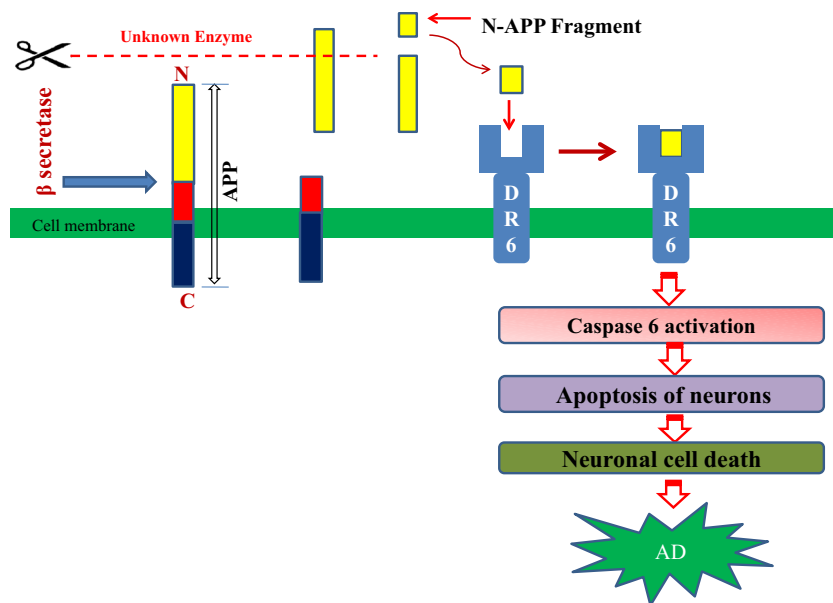 Unknown Enzyme
N-APP Fragment
N
β secretase
APP
Cell membrane
C
D
R
6
D
R
6
Caspase 6 activation
Apoptosis of neurons
Neuronal cell death
AD